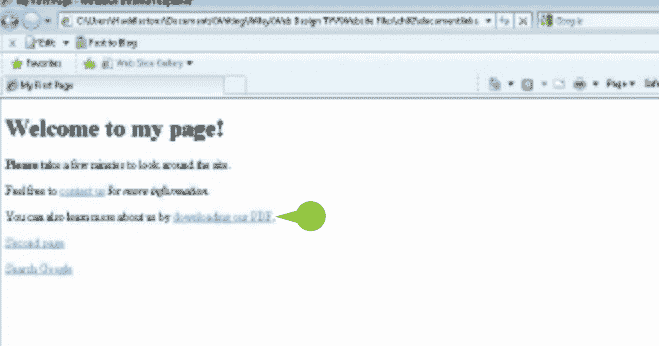 Edit Post to Blog
Favorites Web Slice Gallery
My First Page Page
Welcome to my page!
Please take a few minutes to look around the site.
Feel free to contact us for more information.
You can also learn more about us by downloading our PDF.
Second page
Search Google